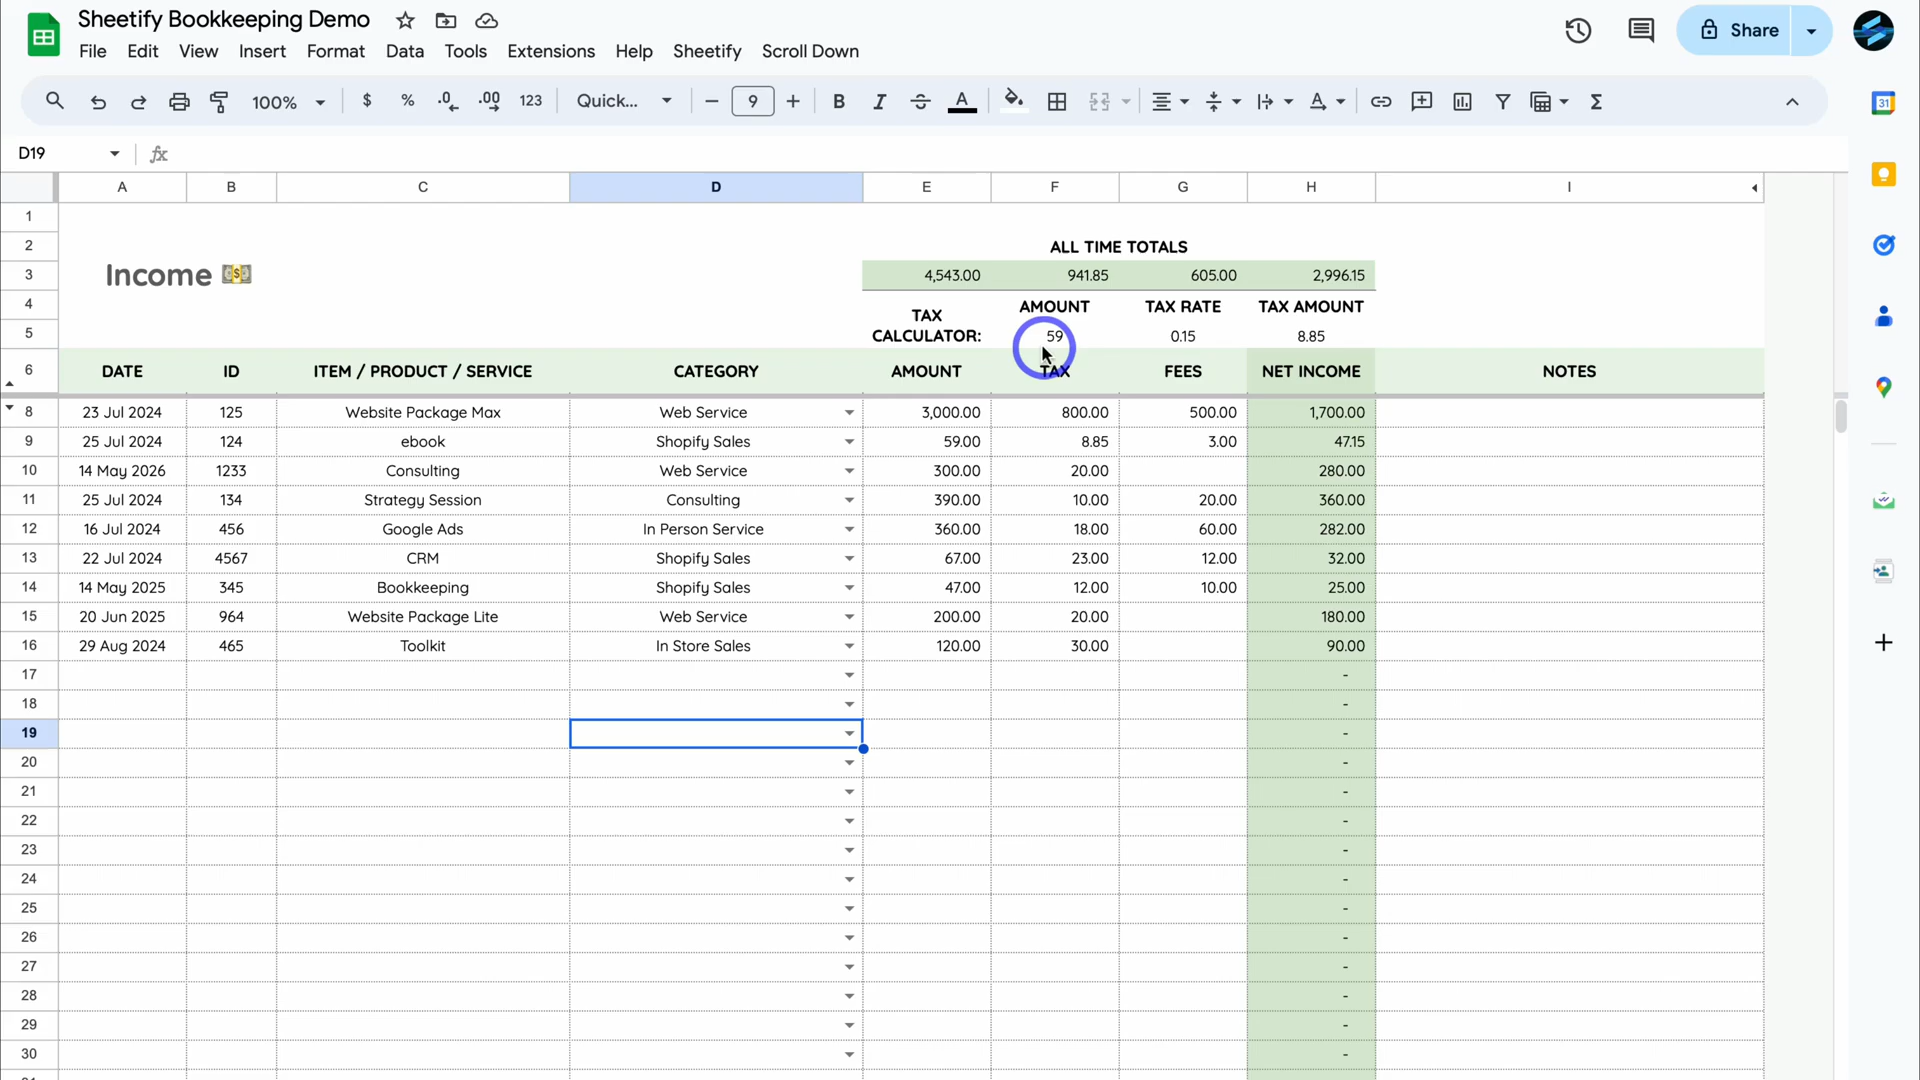 Sheetify Bookkeeping Demo
File Edit View Insert Format Data Tools Extensions Help Sheetify Scroll Down
Share
100% $ % .0 .00 123 Quick... 9 B I A
31
D19 fx
A B C D E F G H I
1
2 ALL TIME TOTALS
3 Income 4,543.00 941.85 605.00 2,996.15
4 TAX CALCULATOR: AMOUNT TAX RATE TAX AMOUNT
5 59 0.15 8.85
6 DATE ID ITEM / PRODUCT / SERVICE CATEGORY AMOUNT TAX FEES NET INCOME NOTES
8 23 Jul 2024 125 Website Package Max Web Service 3,000.00 800.00 500.00 1,700.00
9 25 Jul 2024 124 ebook Shopify Sales 59.00 8.85 3.00 47.15
10 14 May 2026 1233 Consulting Web Service 300.00 20.00 280.00
11 25 Jul 2024 134 Strategy Session Consulting 390.00 10.00 20.00 360.00
12 16 Jul 2024 456 Google Ads In Person Service 360.00 18.00 60.00 282.00
13 22 Jul 2024 4567 CRM Shopify Sales 67.00 23.00 12.00 32.00
14 14 May 2025 345 Bookkeeping Shopify Sales 47.00 12.00 10.00 25.00
15 20 Jun 2025 964 Website Package Lite Web Service 200.00 20.00 180.00
16 29 Aug 2024 465 Toolkit In Store Sales 120.00 30.00 90.00
17 -
18 -
19 -
20 -
21 -
22 -
23 -
24 -
25 -
26 -
27 -
28 -
29 -
30 -